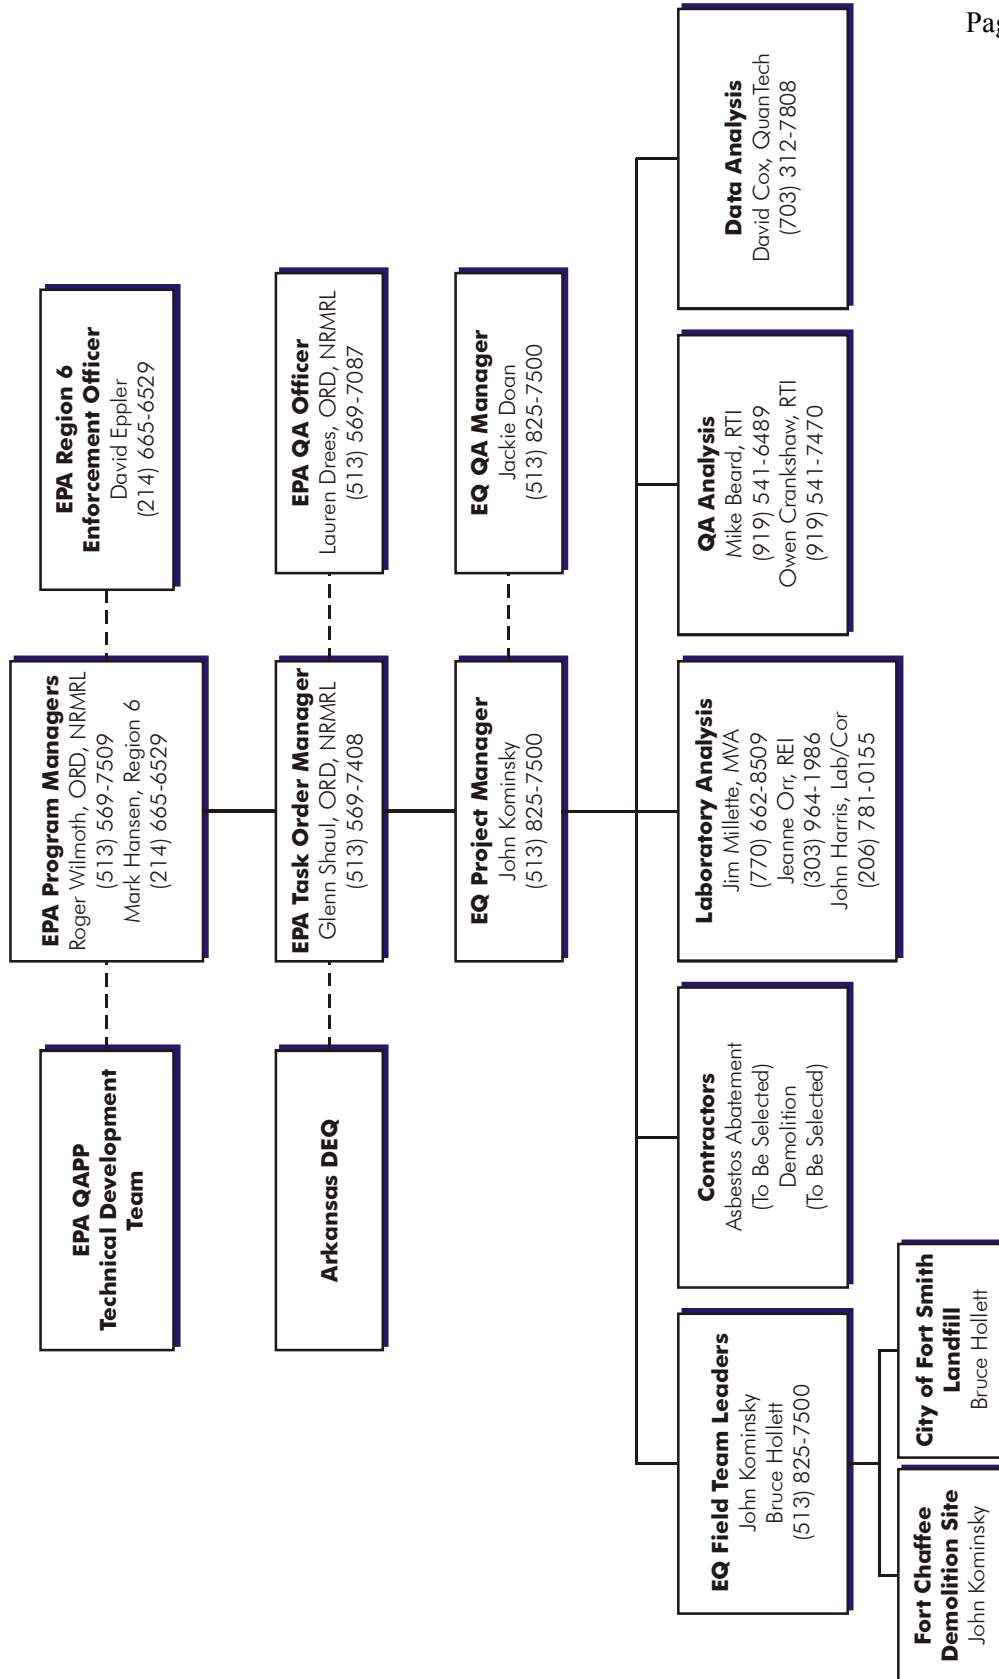 Pag
EPA QAPP
Technical Development
Team
EPA Program Managers
Roger Wilmoth, ORD, NRMRL
(513) 569-7509
Mark Hansen, Region 6
(214) 665-6529
EPA Region 6
Enforcement Officer
David Eppler
(214) 665-6529
Arkansas DEQ
EPA Task Order Manager
Glenn Shaul, ORD, NRMRL
(513) 569-7408
EPA QA Officer
Lauren Drees, ORD, NRMRL
(513) 569-7087
EQ Project Manager
John Kominsky
(513) 825-7500
EQ QA Manager
Jackie Doan
(513) 825-7500
EQ Field Team Leaders
John Kominsky
Bruce Hollett
(513) 825-7500
Contractors
Asbestos Abatement
(To Be Selected)
Demolition
(To Be Selected)
Laboratory Analysis
Jim Millette, MVA
(770) 662-8509
Jeanne Orr, REI
(303) 964-1986
John Harris, Lab/Cor
(206) 781-0155
QA Analysis
Mike Beard, RTI
(919) 541-6489
Owen Crankshaw, RTI
(919) 541-7470
Data Analysis
David Cox, QuanTech
(703) 312-7808
Fort Chaffee
Demolition Site
John Kominsky
City of Fort Smith
Landfill
Bruce Hollett